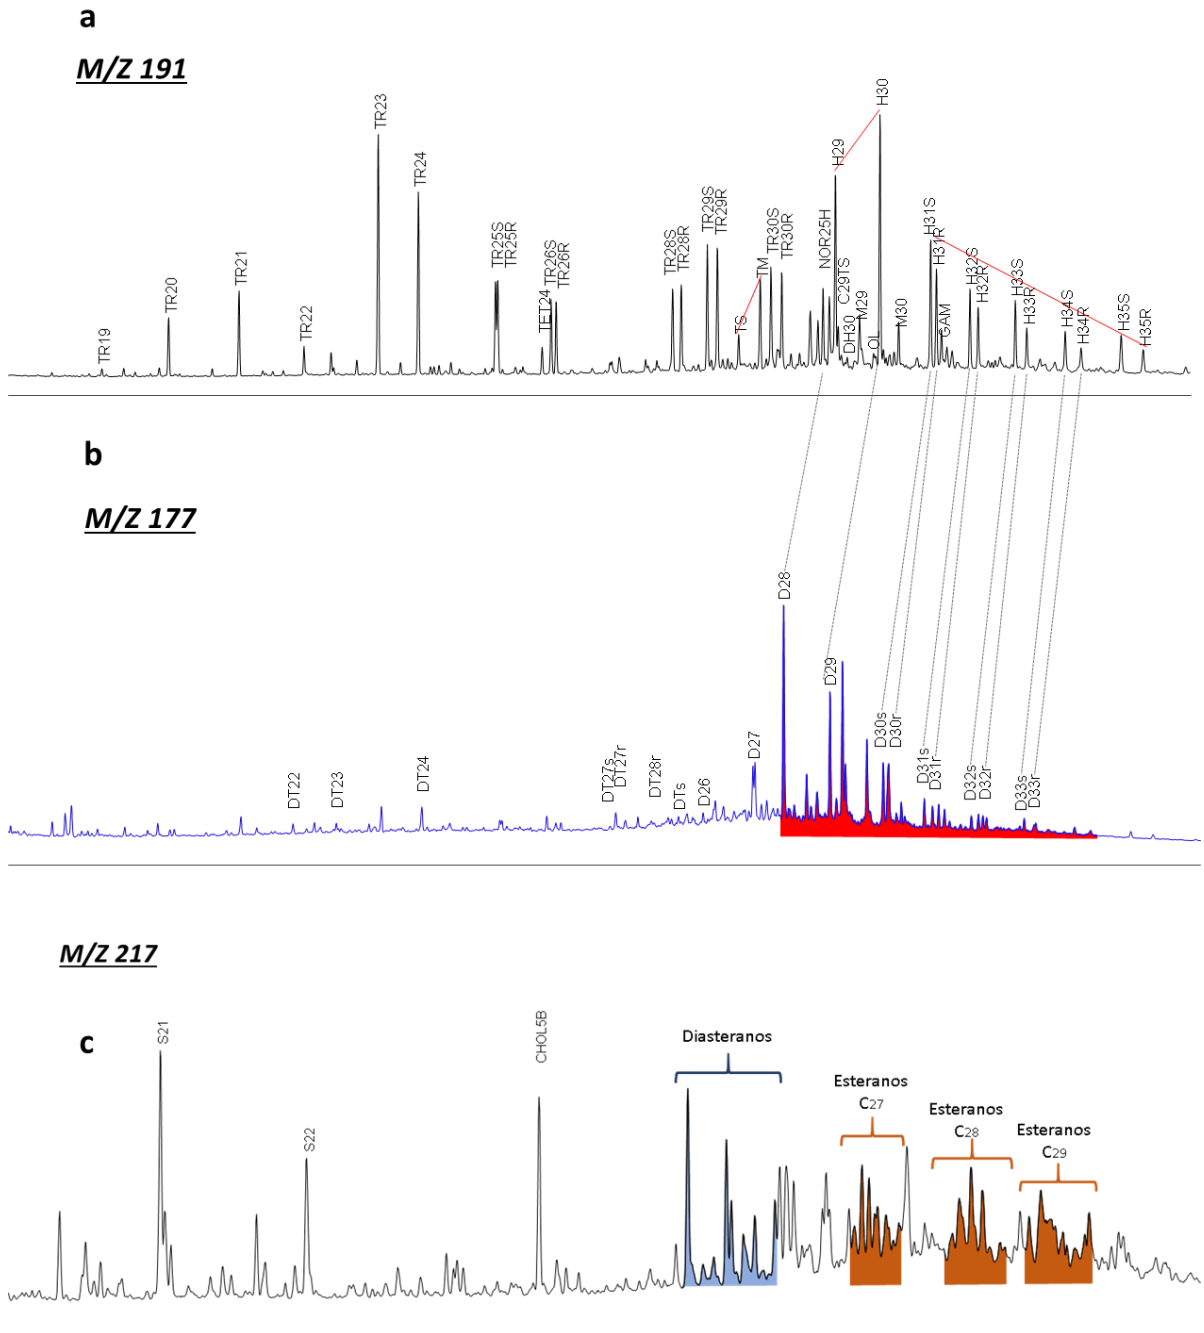 a
M/Z 191
TR19
TR20
TR21
TR22
TR23
TR24
TR25S
TR25R
TET24
TR26S
TR26R
TR28S
TR28R
TR29S
TR29R
TS
TM
TR30S
TR30R
NOR25H
H29
C29TS
DH30
M29
OL
H30
M30
H31S
H31R
GAM
H32S
H32R
H33S
H33R
H34S
H34R
H35S
H35R
b
M/Z 177
DT22
DT23
DT24
DT27s
DT27r
DT28r
DTs
D26
D27
D28
D29
D30s
D30r
D31s
D31r
D32s
D32r
D33s
D33r
M/Z 217
c
S21
S22
CHOL5B
Diasteranos
Esteranos
C27
Esteranos
C28
Esteranos
C29